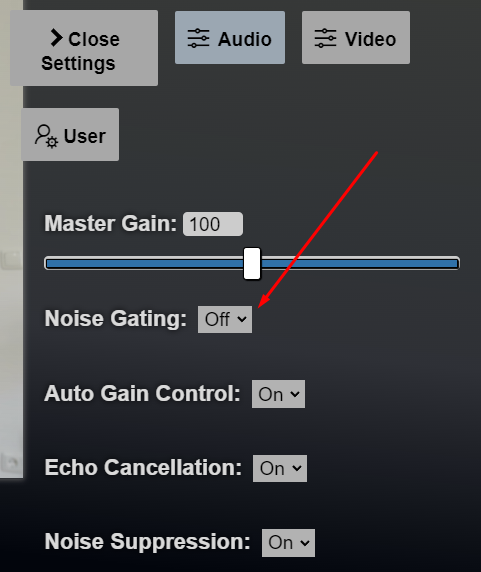 Close
Settings
Audio
Video
User
Master Gain: 100
Noise Gating: Off
Auto Gain Control: On
Echo Cancellation: On
Noise Suppression: On